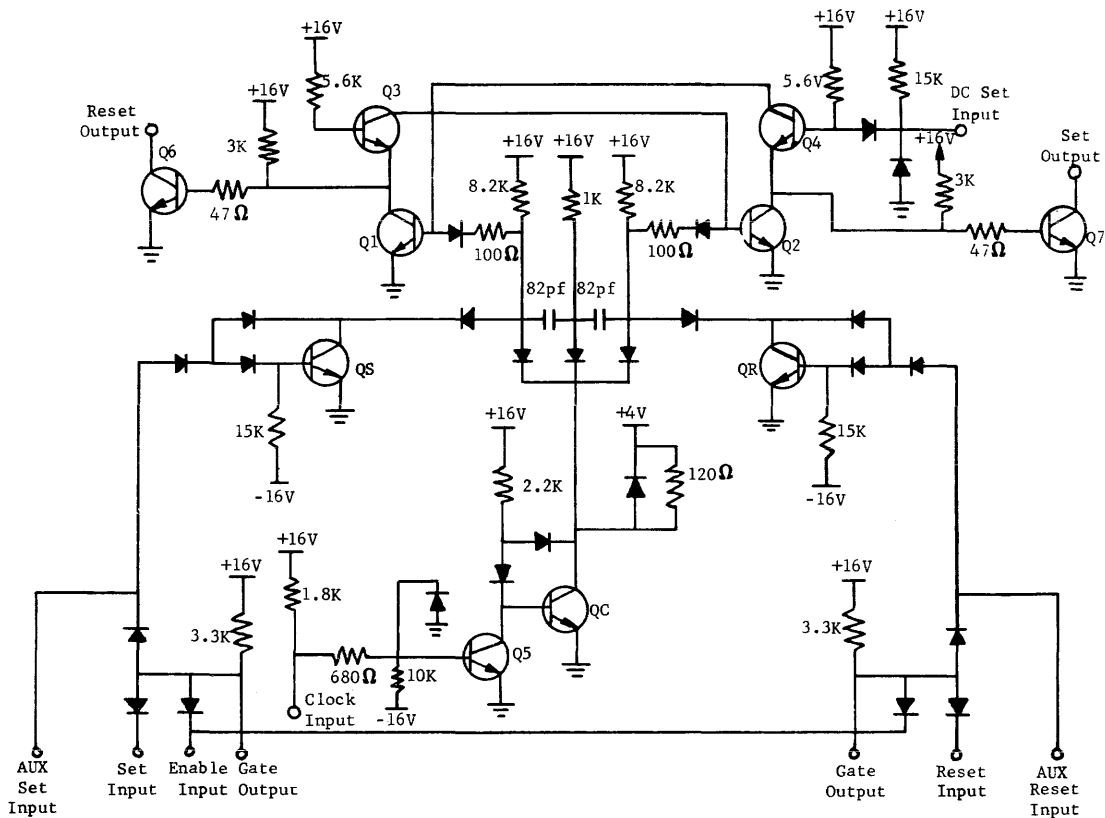 +16V
+16V
+16V
5.6K
Q3
5.6V
15K
DC Set
Input
+16V
Reset
Output
+16V
Q4
Set
Output
Q6
3K
+16V
+16V
+16V
3K
8.2K
1K
8.2K
47Ω
Q1
100Ω
100Ω
Q2
47Ω
Q7
82pf
82pf
QS
QR
15K
+16V
+4V
15K
-16V
2.2K
120Ω
-16V
+16V
+16V
+16V
1.8K
3.3K
QC
3.3K
Q5
680Ω
10K
Clock
Input
-16V
AUX
Set
Input
Set
Input
Enable
Input
Gate
Output
Gate
Output
Reset
Input
AUX
Reset
Input